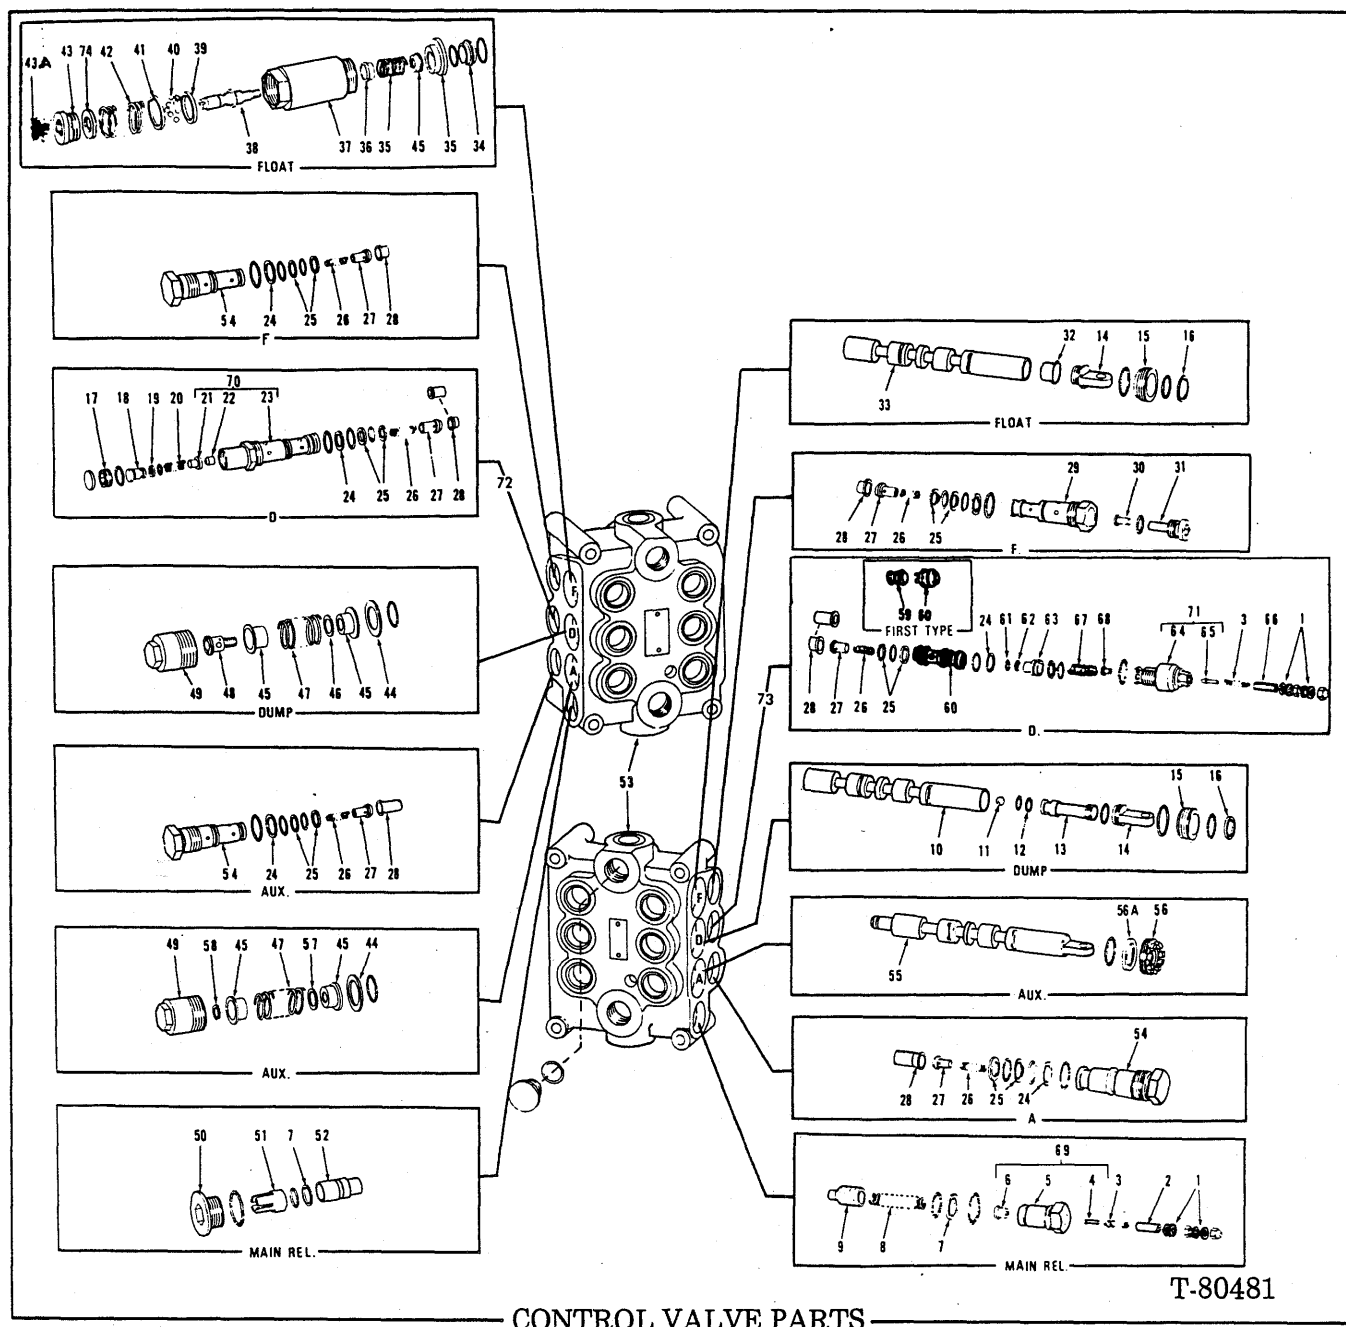 43A 43 74 42 41 40 39
38 37 36 35 45 35 34
FLOAT
54 24 25 26 27 28
F
70
17 18 19 20 21 22 23
24 25 26 27 28
D
72
49 48 45 47 46 45 44
DUMP
54 24 25 26 27 28
AUX.
49 58 45 47 57 45 44
AUX.
50 51 7 52
MAIN REL.
F
D
A
53
F
D
A
32 14 15 16
33
FLOAT
29 30 31
28 27 26 25
F.
59 60
FIRST TYPE
71
24 61 62 63 67 68 64 65 3 66 1
28 27 26 25 60
D.
73
15 16
10 11 12 13 14
DUMP
56A 56
55
AUX.
54
28 27 26 25 24
A
69
6 5 4 3 2 1
9 8 7
MAIN REL.
T-80481
CONTROL VALVE PARTS